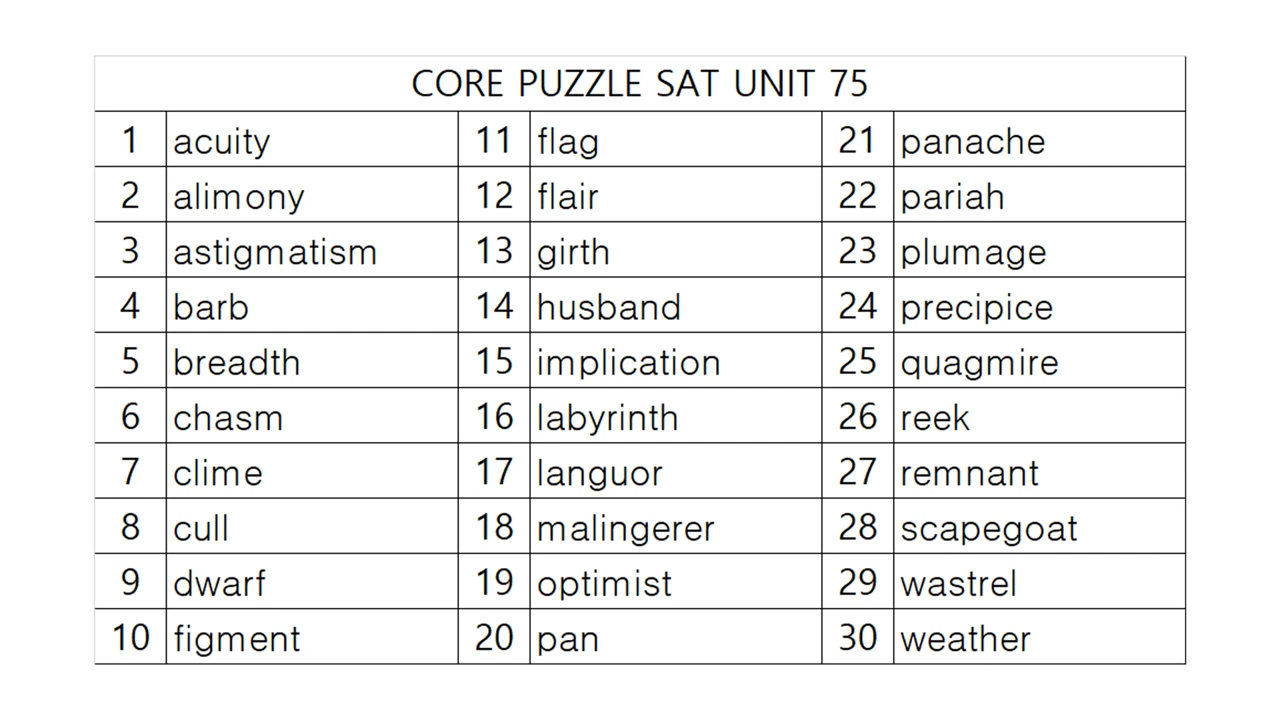 CORE PUZZLE SAT UNIT 75
1 acuity 11 flag 21 panache
2 alimony 12 flair 22 pariah
3 astigmatism 13 girth 23 plumage
4 barb 14 husband 24 precipice
5 breadth 15 implication 25 quagmire
6 chasm 16 labyrinth 26 reek
7 clime 17 languor 27 remnant
8 cull 18 malingerer 28 scapegoat
9 dwarf 19 optimist 29 wastrel
10 figment 20 pan 30 weather